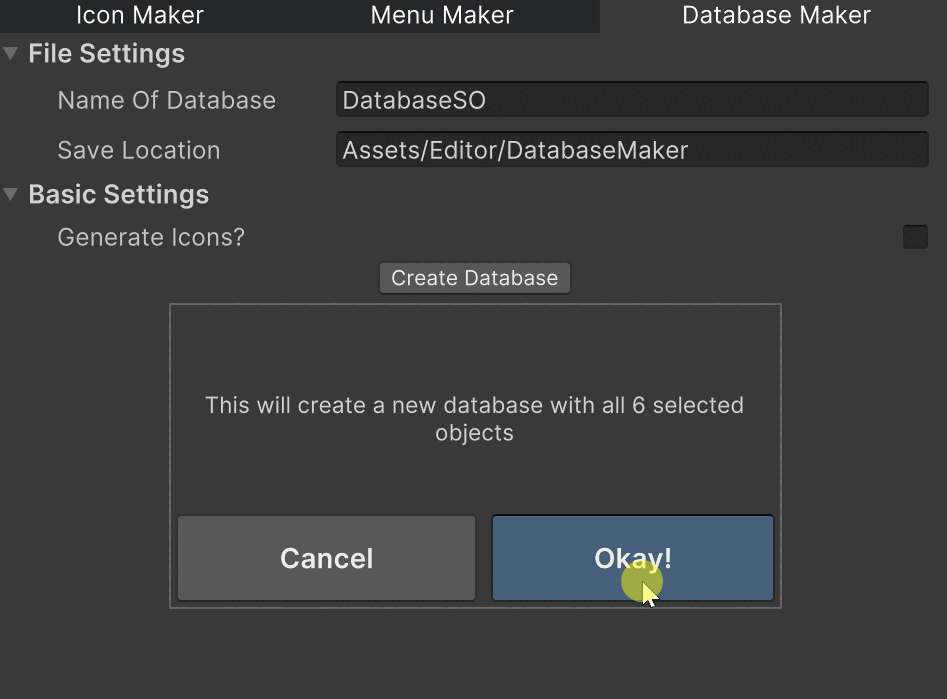 Icon Maker Menu Maker Database Maker
File Settings
Name Of Database DatabaseSO
Save Location Assets/Editor/DatabaseMaker
Basic Settings
Generate Icons?
Create Database
This will create a new database with all 6 selected
objects
Cancel Okay!